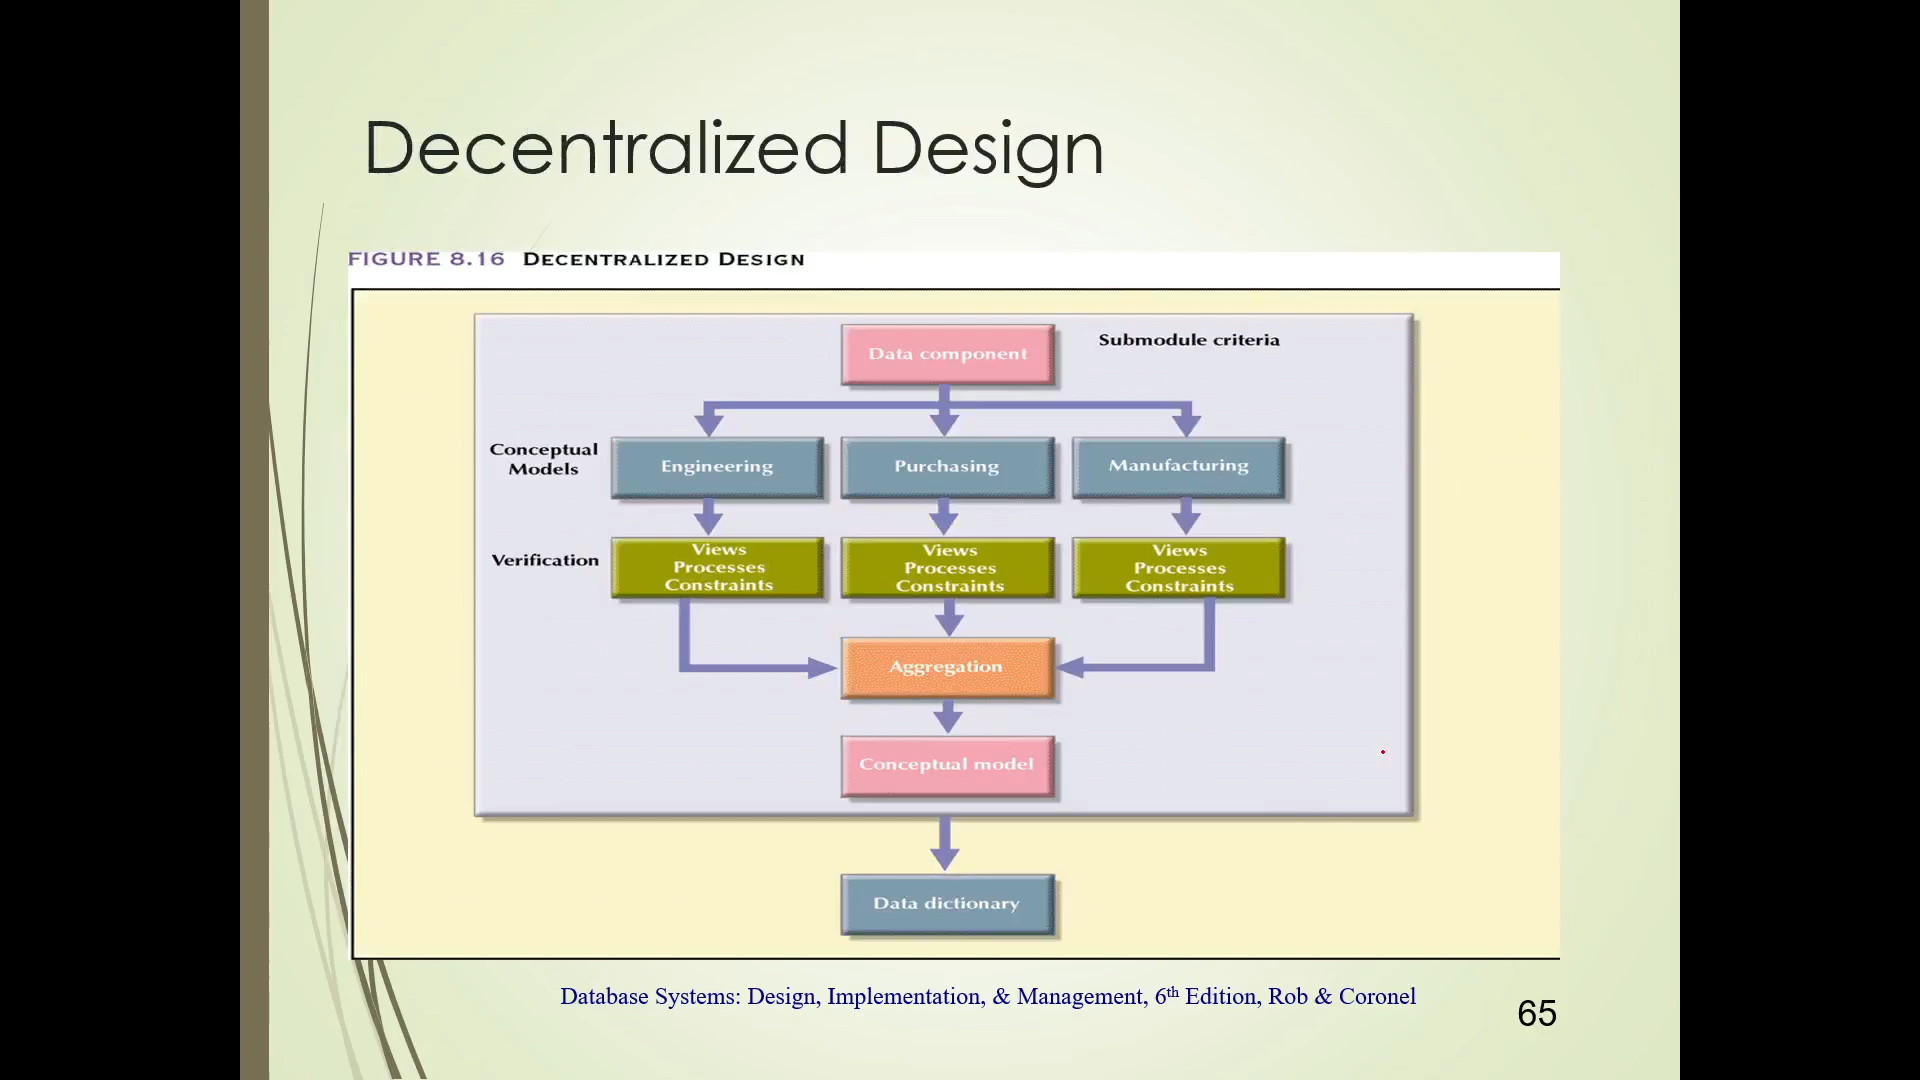 Decentralized Design
FIGURE 8.16 DECENTRALIZED DESIGN
Data component
Submodule criteria
Conceptual
Models
Engineering
Purchasing
Manufacturing
Verification
Views
Processes
Constraints
Views
Processes
Constraints
Views
Processes
Constraints
Aggregation
Conceptual model
Data dictionary
Database Systems: Design, Implementation, & Management, 6th Edition, Rob & Coronel
65